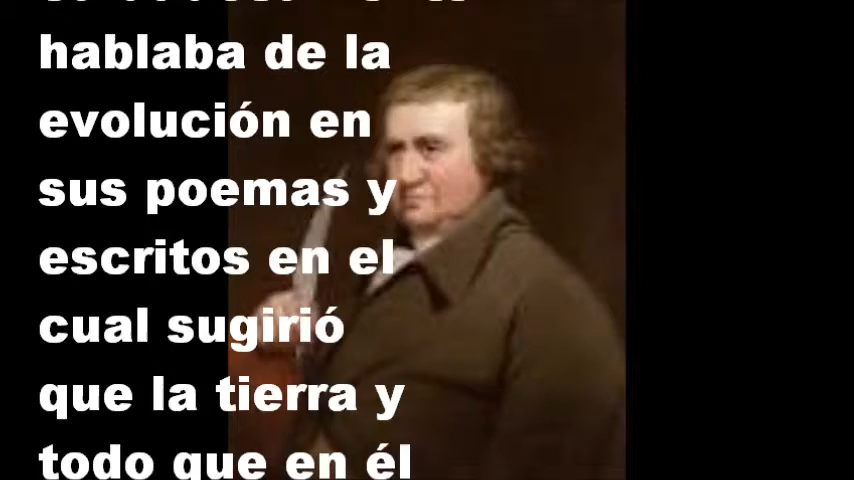 hablaba de la
evolución en
sus poemas y
escritos en el
cual sugirió
que la tierra y
todo que en él